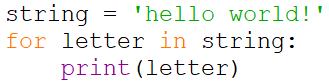 string = 'hello world!'
for letter in string:
    print(letter)